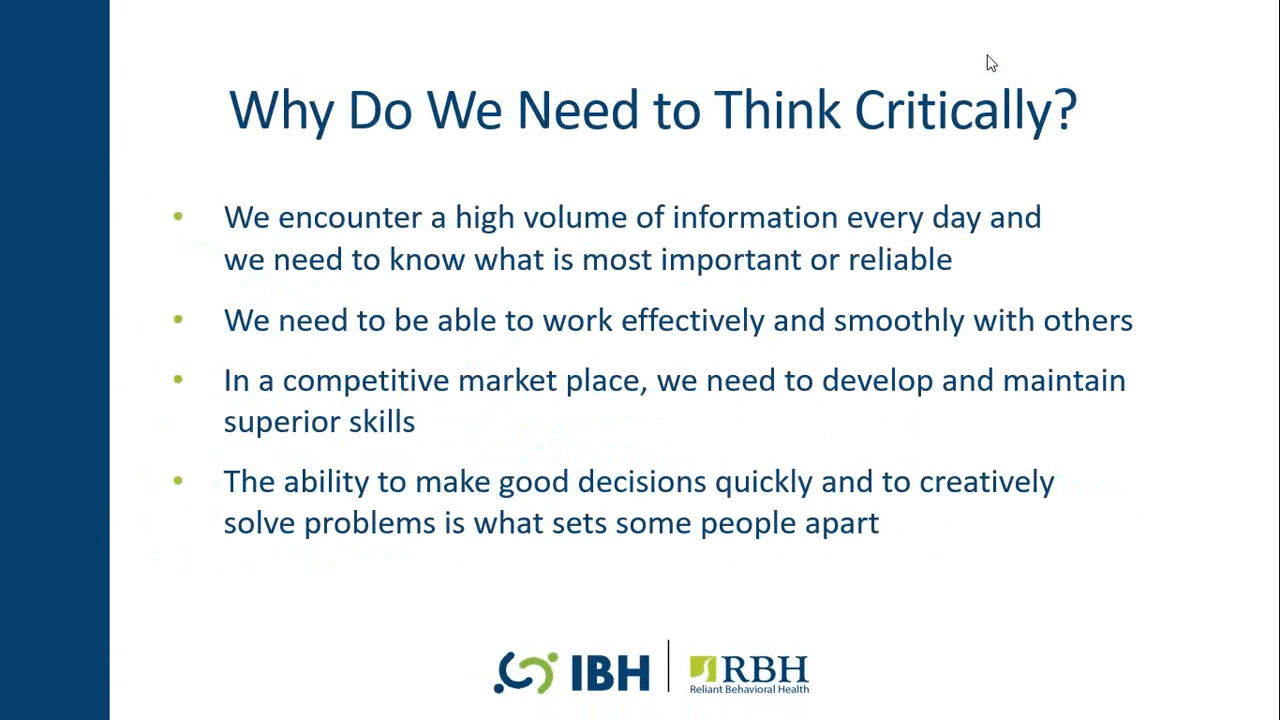 Why Do We Need to Think Critically?
• We encounter a high volume of information every day and
we need to know what is most important or reliable
• We need to be able to work effectively and smoothly with others
• In a competitive market place, we need to develop and maintain
superior skills
• The ability to make good decisions quickly and to creatively
solve problems is what sets some people apart
IBH
RBH
Reliant Behavioral Health